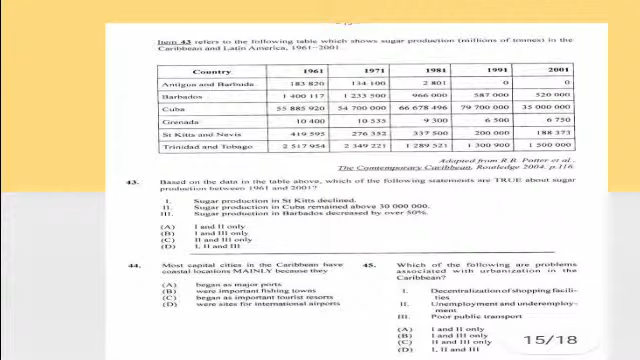 Item 43 refers to the following table which shows sugar production (millions of tonnes) in the
Caribbean and Latin America, 1961–2001
Country 1961 1971 1981 1991 2001
Antigua and Barbuda 183 820 134 100 2 801 0 0
Barbados 1 400 117 1 233 500 966 000 587 000 520 000
Cuba 55 885 920 54 700 000 66 678 496 79 700 000 35 000 000
Grenada 10 400 10 535 9 300 6 500 6 750
St Kitts and Nevis 419 595 276 352 337 500 200 000 188 373
Trinidad and Tobago 2 517 954 2 349 221 1 289 521 1 300 900 1 500 000
Adapted from R.B. Potter et al.,
The Comtemporary Caribbean, Routledge 2004, p.116.
43. Based on the data in the table above, which of the following statements are TRUE about sugar
production between 1961 and 2001?
I. Sugar production in St Kitts declined.
II. Sugar production in Cuba remained above 30 000 000.
III. Sugar production in Barbados decreased by over 50%.
(A) I and II only
(B) I and III only
(C) II and III only
(D) I, II and III
44. Most capital cities in the Caribbean have
coastal locations MAINLY because they
(A) began as major ports
(B) were important fishing towns
(C) began as important tourist resorts
(D) were sites for international airports
45. Which of the following are problems
associated with urbanization in the
Caribbean?
I. Decentralization of shopping facili-
ties
II. Unemployment and underemploy-
ment
III. Poor public transport
(A) I and II only
(B) I and III only
(C) II and III only
(D) I, II and III
15/18